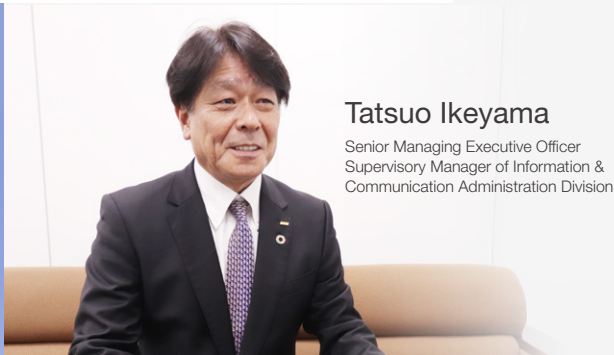 Tatsuo Ikeyama
Senior Managing Executive Officer
Supervisory Manager of Information &
Communication Administration Division